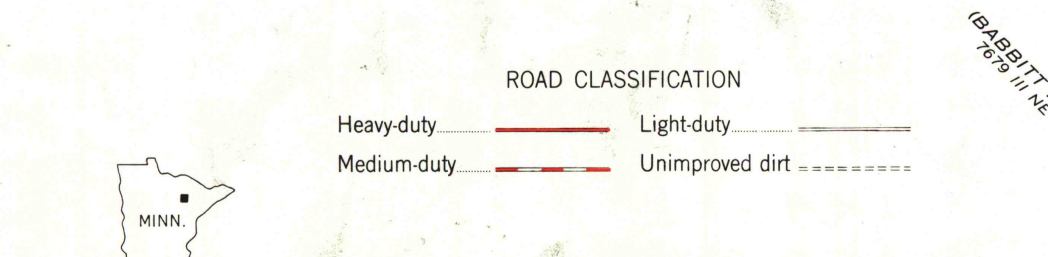 ROAD CLASSIFICATION
Heavy-duty
Light-duty
Medium-duty
Unimproved dirt
MINN.
(BABBITT
7679 III NE